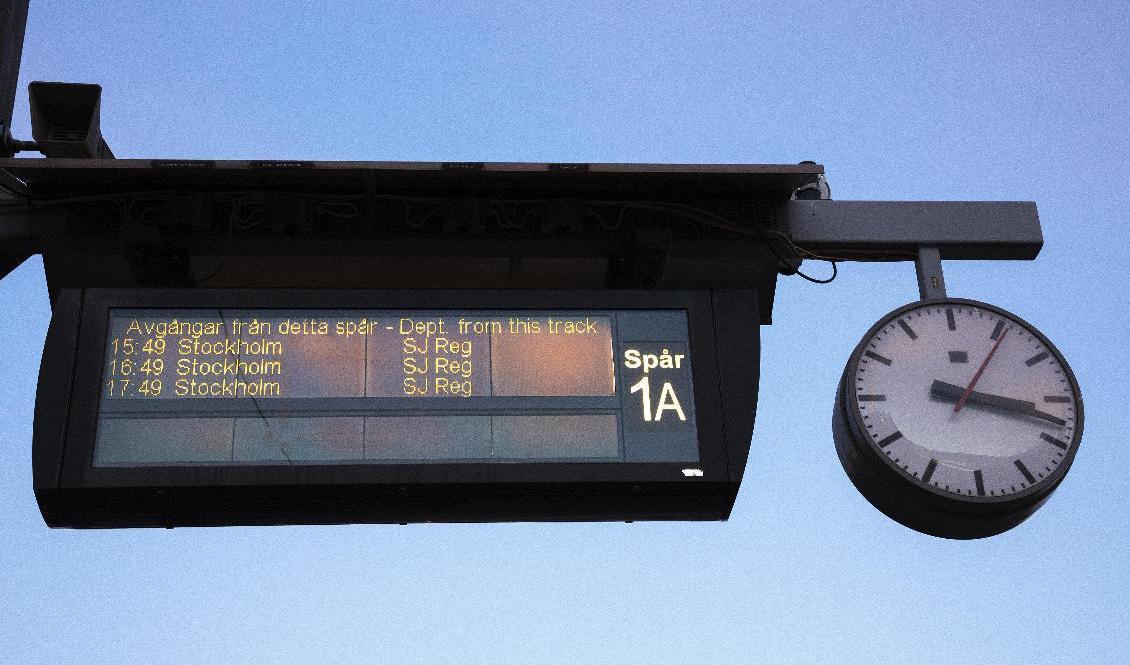 Avgångar från detta spår - Dept. from this track
15:49 Stockholm SJ Reg
16:49 Stockholm SJ Reg
17:49 Stockholm SJ Reg
Spår
1A